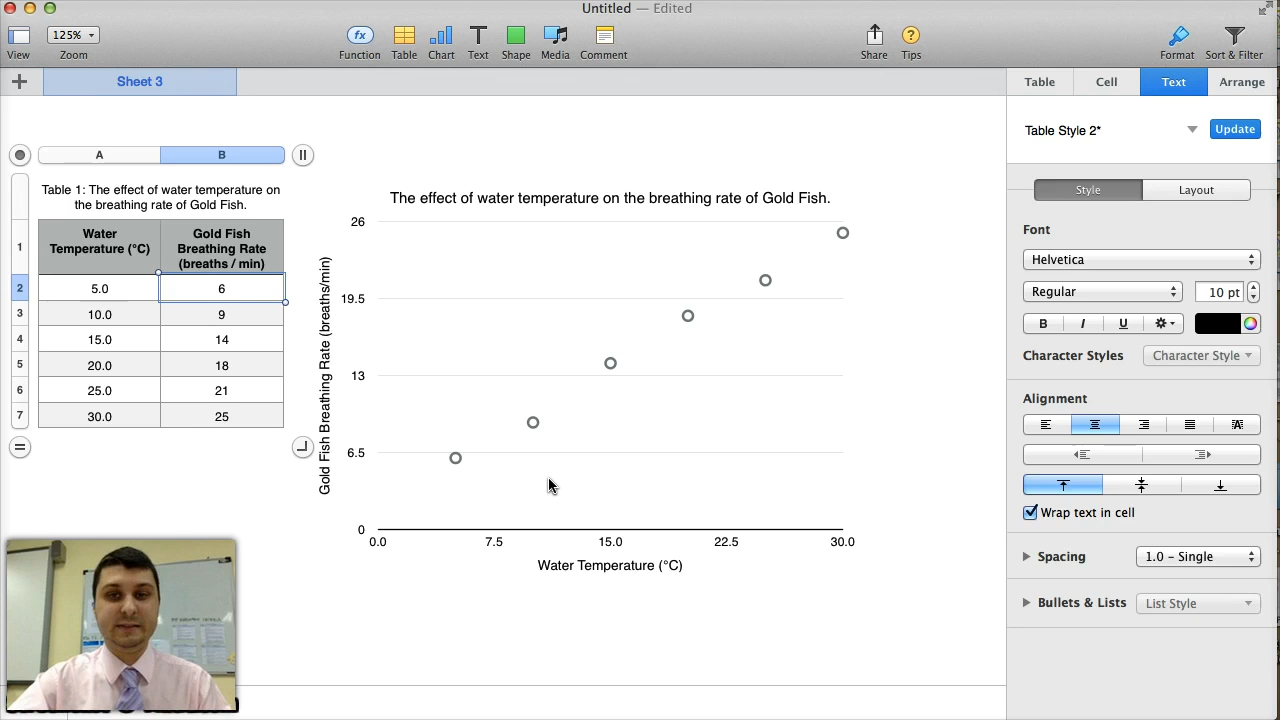 Untitled — Edited
125%
View
Zoom
fx
Function
Table
Chart
T
Text
Shape
Media
Comment
Share
?
Tips
Format
Sort & Filter
+
Sheet 3
Table
Cell
Text
Arrange
Table Style 2*
Update
Style
Layout
Font
Helvetica
Regular
10 pt
B
I
U
Character Styles
Character Style
Alignment
A
Wrap text in cell
Spacing
1.0 – Single
Bullets & Lists
List Style
A
B
Table 1: The effect of water temperature on
the breathing rate of Gold Fish.
1
Water
Temperature (°C)
Gold Fish
Breathing Rate
(breaths / min)
2
5.0
6
3
10.0
9
4
15.0
14
5
20.0
18
6
25.0
21
7
30.0
25
The effect of water temperature on the breathing rate of Gold Fish.
Gold Fish Breathing Rate (breaths/min)
26
19.5
13
6.5
0
0.0
7.5
15.0
22.5
30.0
Water Temperature (°C)